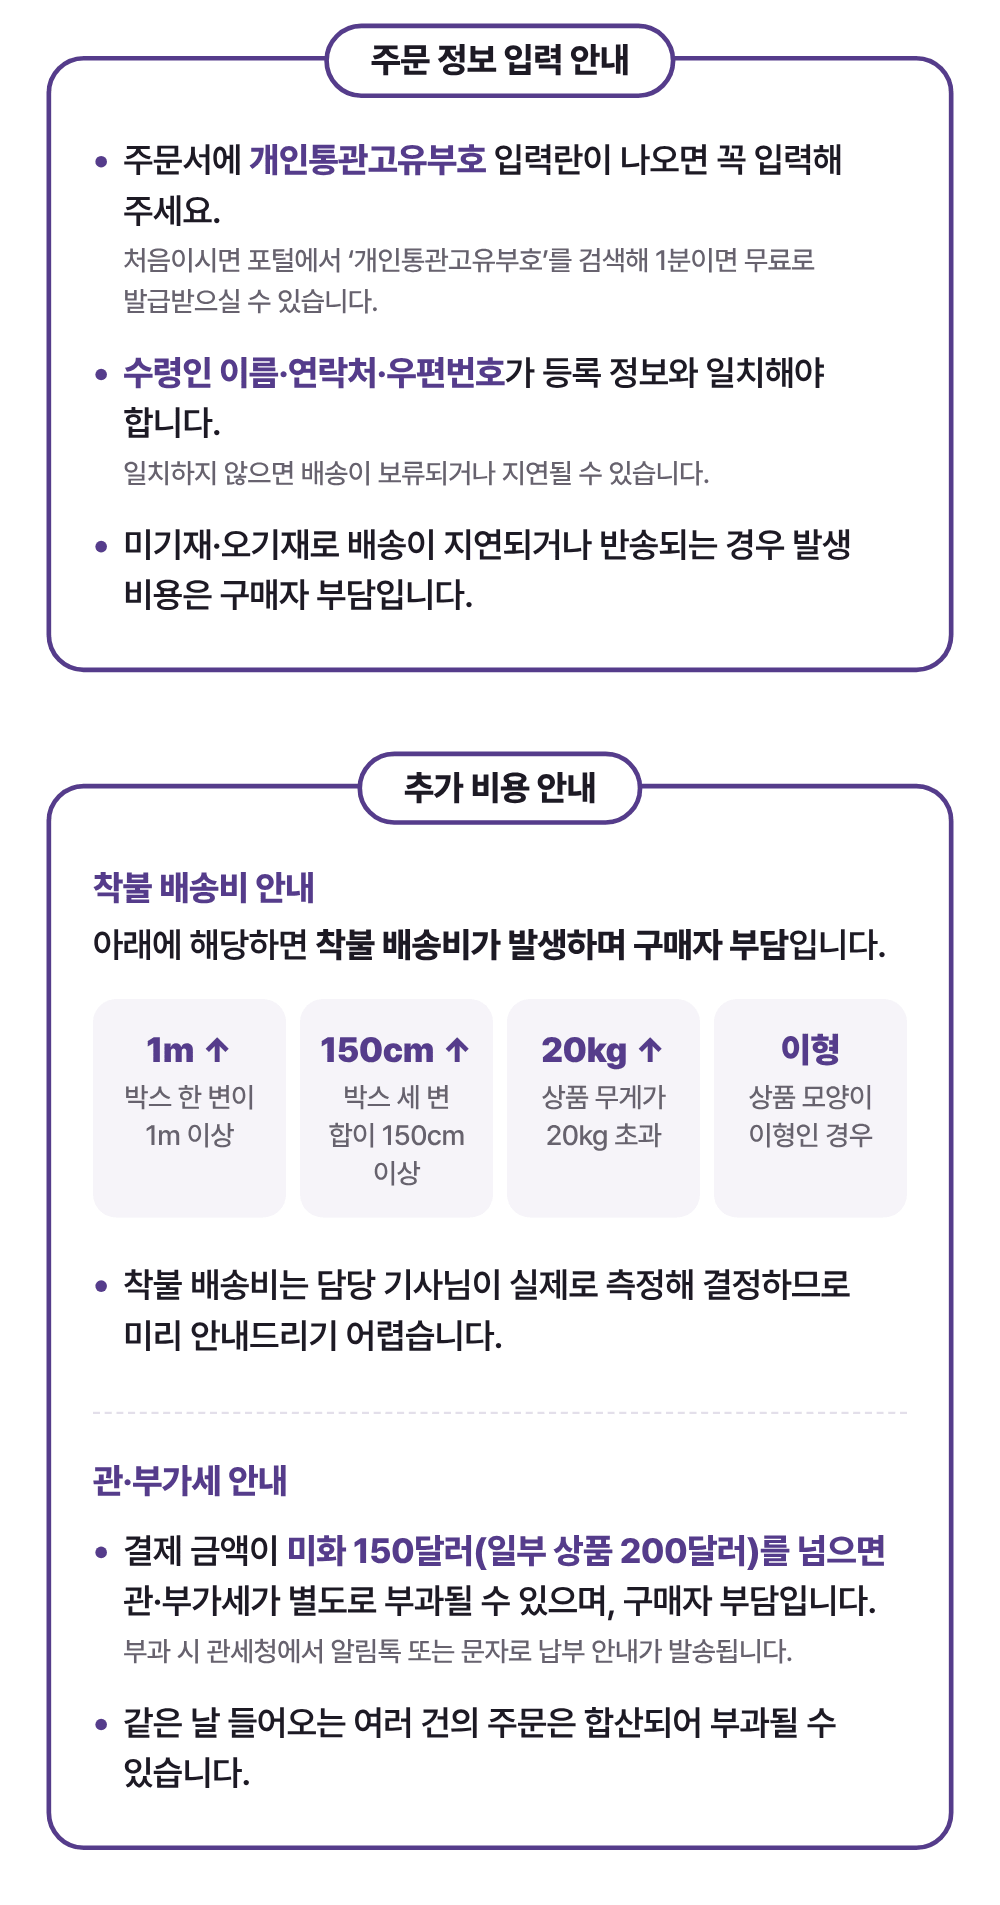 주문 정보 입력 안내
• 주문서에 개인통관고유부호 입력란이 나오면 꼭 입력해
주세요.
처음이시면 포털에서 ‘개인통관고유부호’를 검색해 1분이면 무료로
발급받으실 수 있습니다.
• 수령인 이름·연락처·우편번호가 등록 정보와 일치해야
합니다.
일치하지 않으면 배송이 보류되거나 지연될 수 있습니다.
• 미기재·오기재로 배송이 지연되거나 반송되는 경우 발생
비용은 구매자 부담입니다.
추가 비용 안내
착불 배송비 안내
아래에 해당하면 착불 배송비가 발생하며 구매자 부담입니다.
1m ↑
박스 한 변이
1m 이상
150cm ↑
박스 세 변
합이 150cm
이상
20kg ↑
상품 무게가
20kg 초과
이형
상품 모양이
이형인 경우
• 착불 배송비는 담당 기사님이 실제로 측정해 결정하므로
미리 안내드리기 어렵습니다.
관·부가세 안내
• 결제 금액이 미화 150달러(일부 상품 200달러)를 넘으면
관·부가세가 별도로 부과될 수 있으며, 구매자 부담입니다.
부과 시 관세청에서 알림톡 또는 문자로 납부 안내가 발송됩니다.
• 같은 날 들어오는 여러 건의 주문은 합산되어 부과될 수
있습니다.